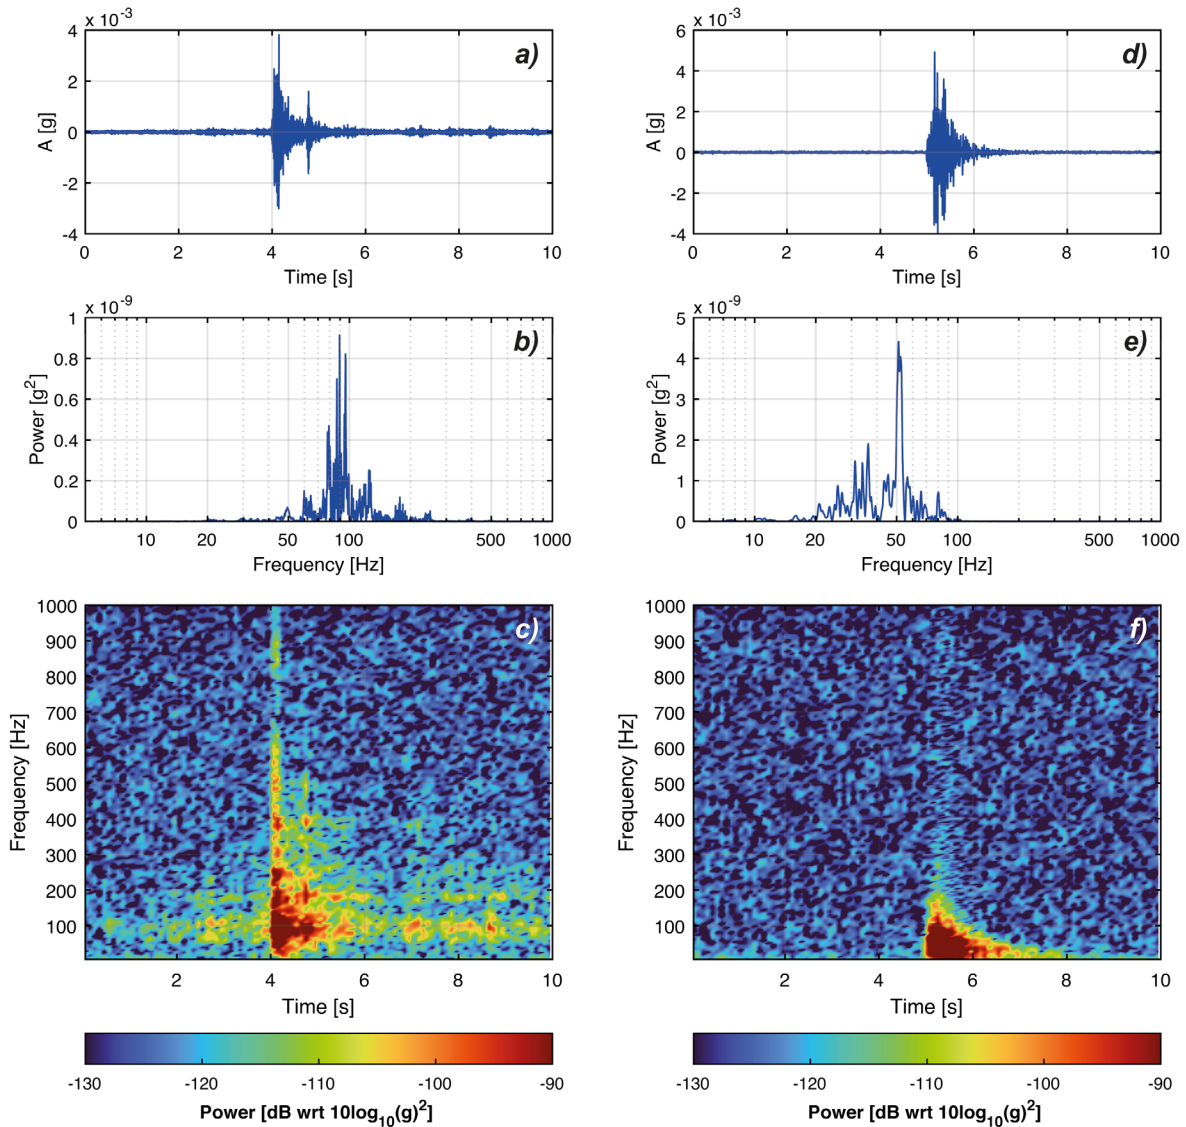 x 10-3
a)
4
2
0
-2
-4
A [g]
0 2 4 6 8 10
Time [s]
x 10-3
d)
6
4
2
0
-2
-4
A [g]
0 2 4 6 8 10
Time [s]
x 10-9
b)
1
0.8
0.6
0.4
0.2
0
Power [g2]
10 20 50 100 500 1000
Frequency [Hz]
x 10-9
e)
5
4
3
2
1
0
Power [g2]
10 20 50 100 500 1000
Frequency [Hz]
c)
1000
900
800
700
600
500
400
300
200
100
Frequency [Hz]
2 4 6 8 10
Time [s]
f)
1000
900
800
700
600
500
400
300
200
100
Frequency [Hz]
2 4 6 8 10
Time [s]
-130 -120 -110 -100 -90
Power [dB wrt 10log10(g)2]
-130 -120 -110 -100 -90
Power [dB wrt 10log10(g)2]